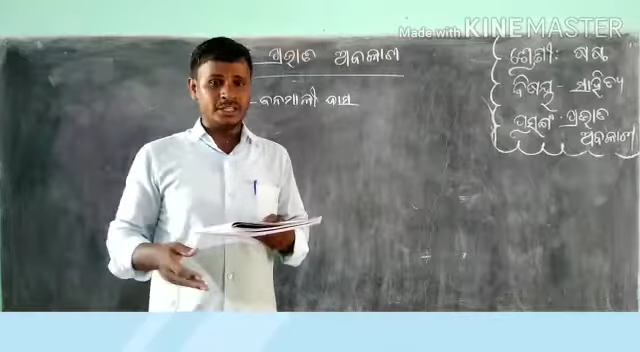 Made with KINEMASTER
ପ୍ରଭାତ ଅବକାଶ
- ବନମାଳୀ ଦାସ
ଶ୍ରେଣୀ: ଷଷ୍ଠ
ବିଷୟ - ସାହିତ୍ୟ
ପ୍ରସଙ୍ଗ - ପ୍ରଭାତ
ଅବକାଶ